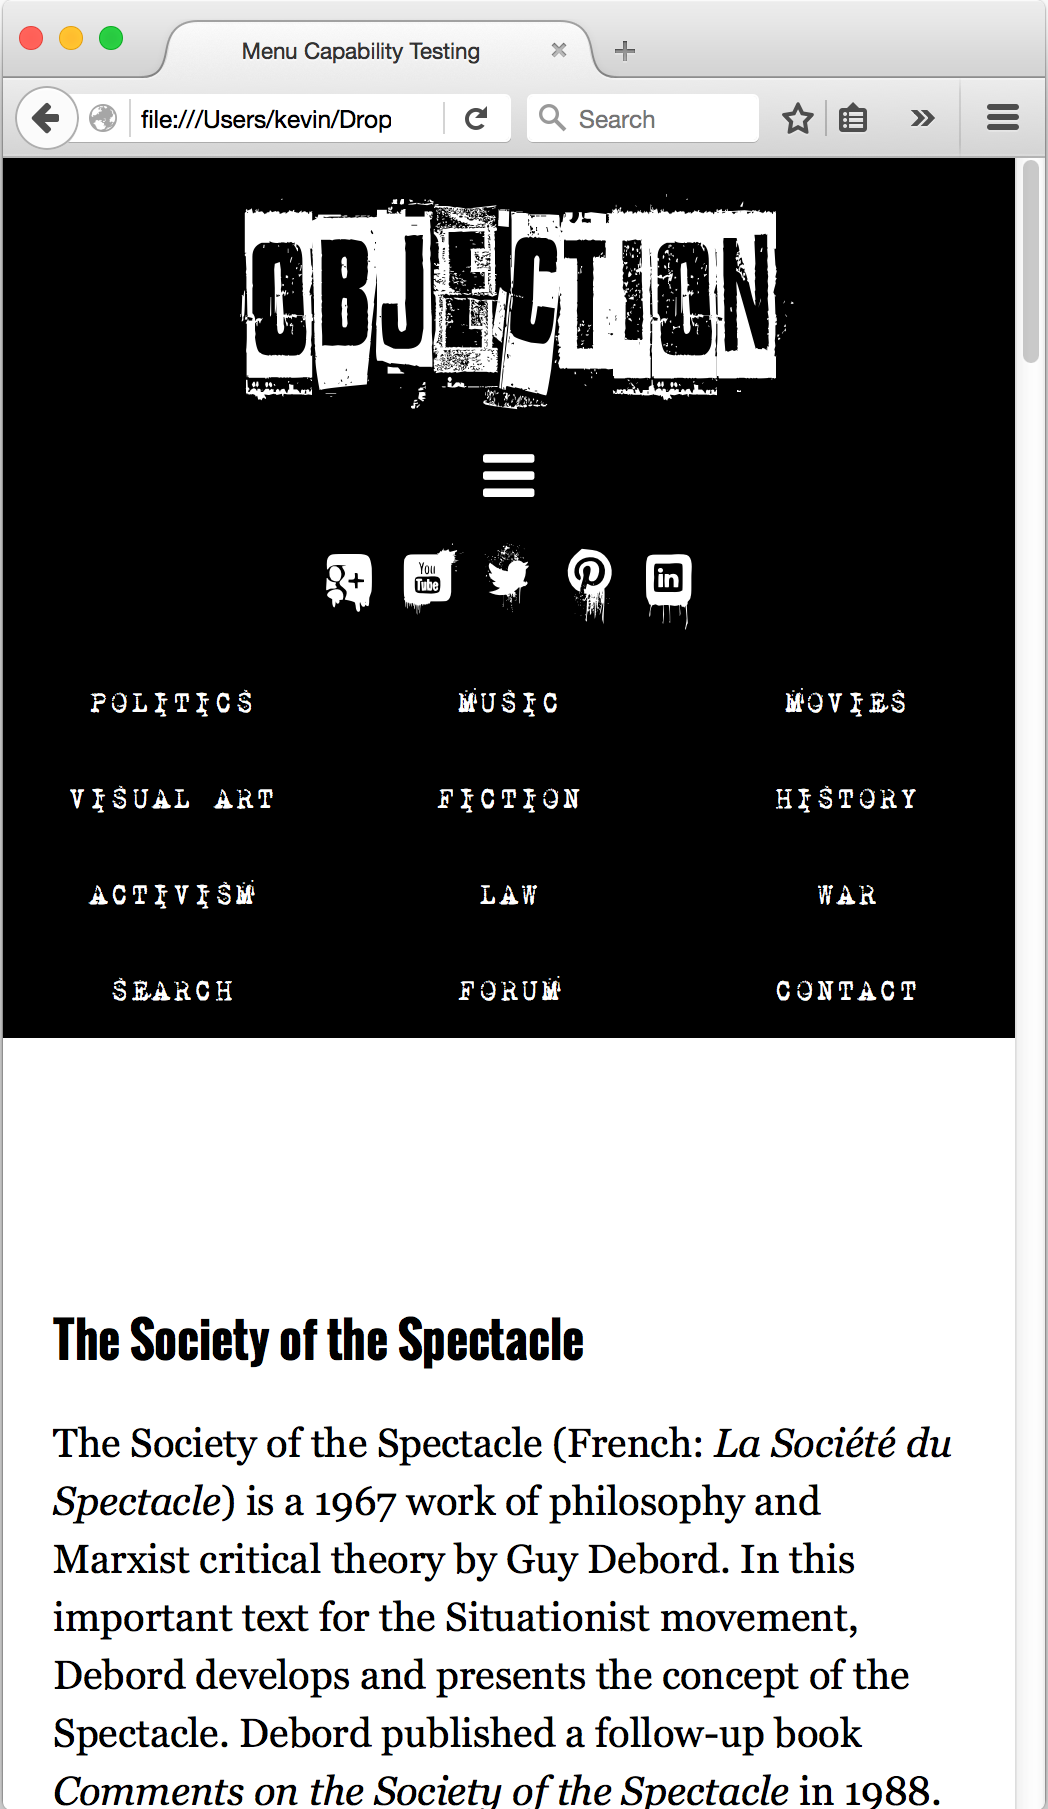 Menu Capability Testing
file:///Users/kevin/Drop
Search
OBJECTION
g+ You Tube in
POLITICS MUSIC MOVIES
VISUAL ART FICTION HISTORY
ACTIVISM LAW WAR
SEARCH FORUM CONTACT
The Society of the Spectacle
The Society of the Spectacle (French: La Société du
Spectacle) is a 1967 work of philosophy and
Marxist critical theory by Guy Debord. In this
important text for the Situationist movement,
Debord develops and presents the concept of the
Spectacle. Debord published a follow-up book
Comments on the Society of the Spectacle in 1988.